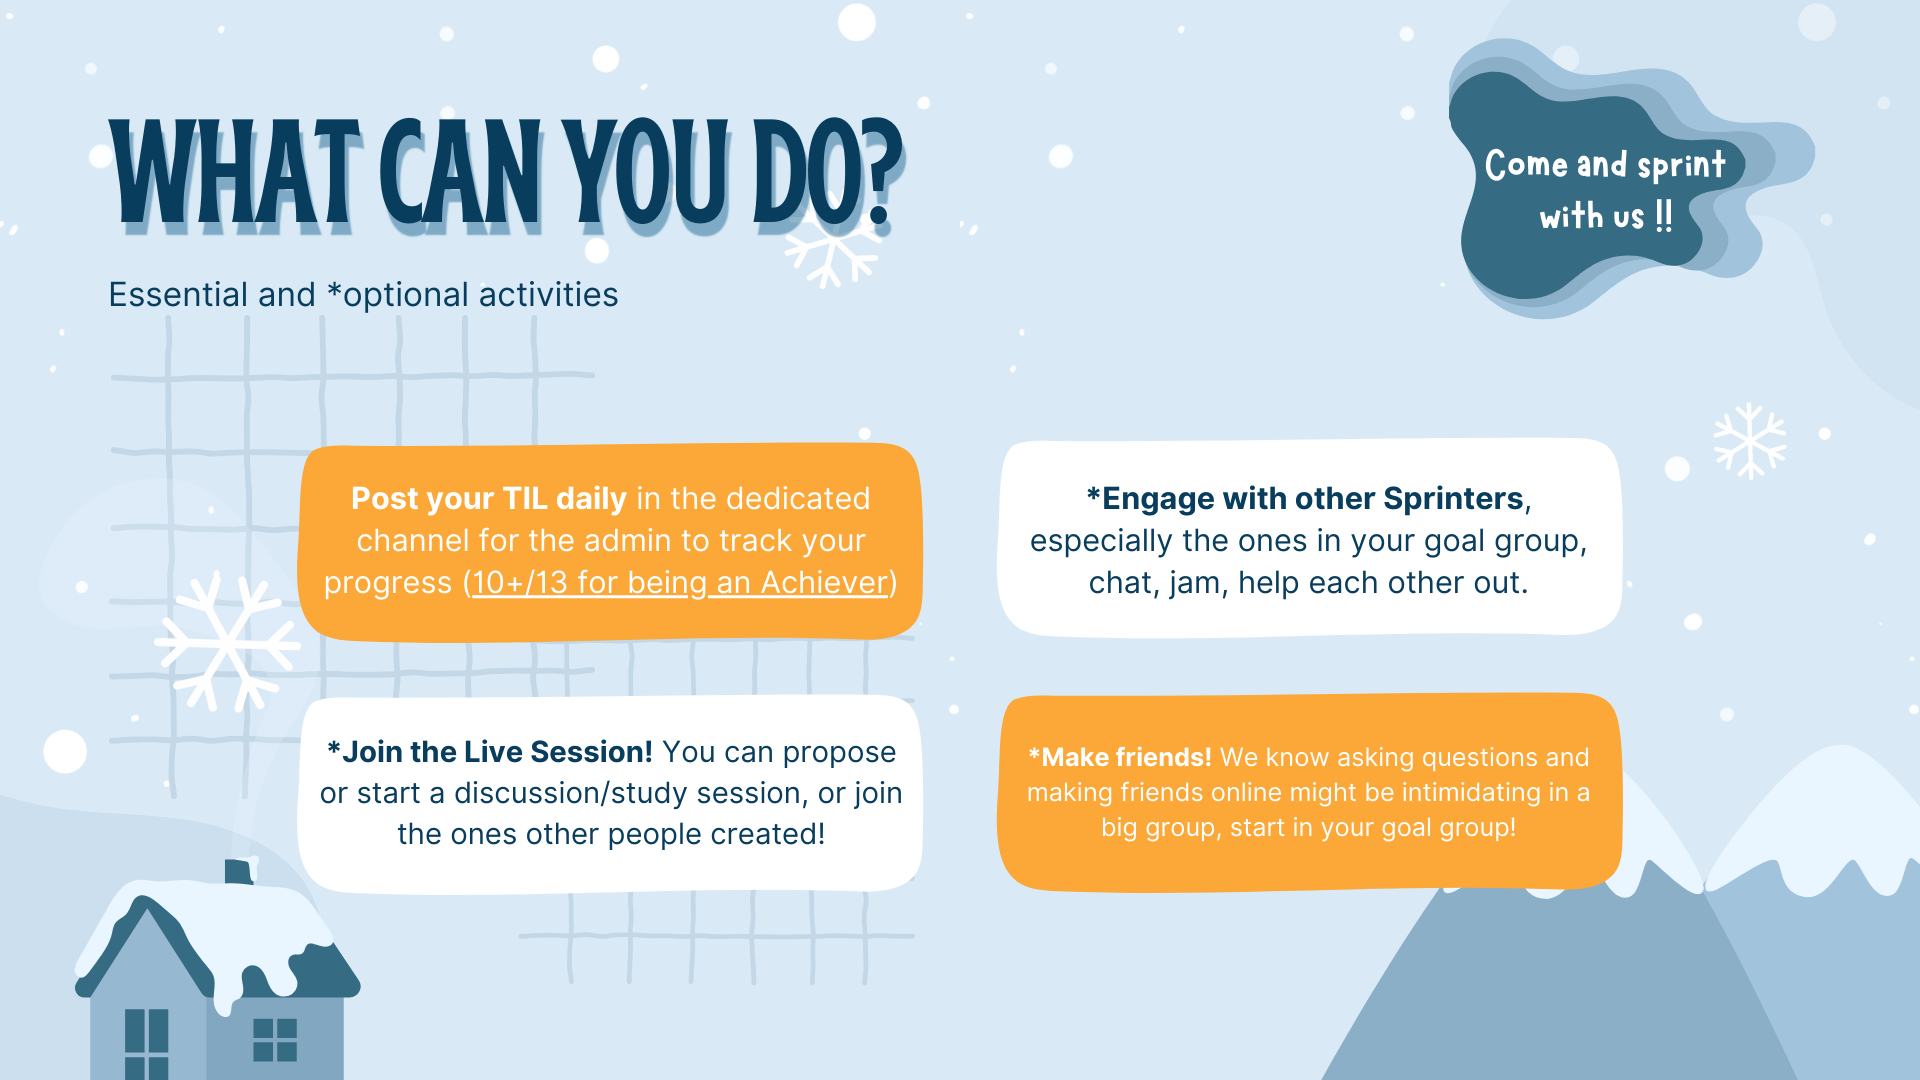 WHAT CAN YOU DO?
Come and sprint
with us !!
Essential and *optional activities
Post your TIL daily in the dedicated
channel for the admin to track your
progress (10+/13 for being an Achiever)
*Engage with other Sprinters,
especially the ones in your goal group,
chat, jam, help each other out.
*Join the Live Session! You can propose
or start a discussion/study session, or join
the ones other people created!
*Make friends! We know asking questions and
making friends online might be intimidating in a
big group, start in your goal group!